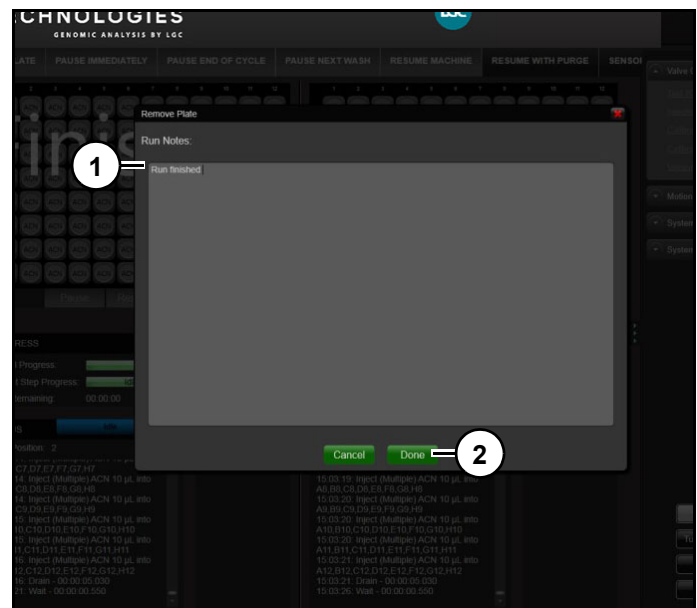 CHNOLOGIES
GENOMIC ANALYSIS BY LGC
LGC
LATE PAUSE IMMEDIATELY PAUSE END OF CYCLE PAUSE NEXT WASH RESUME MACHINE RESUME WITH PURGE SENSO
Remove Plate
Run Notes:
1
Run finished
Cancel
Done
2
Pause
Valve
Motion
System
System
RESS
Progress:
t Step Progress:
emaining: 00:00:00
Position: 2
C7,D7,E7,F7,G7,H7
14: Inject (Multiple) ACN 10 µL into
C8,D8,E8,F8,G8,H8
14: Inject (Multiple) ACN 10 µL into
C9,D9,E9,F9,G9,H9
15: Inject (Multiple) ACN 10 µL into
10,C10,D10,E10,F10,G10,H10
15: Inject (Multiple) ACN 10 µL into
11,C11,D11,E11,F11,G11,H11
16: Inject (Multiple) ACN 10 µL into
12,C12,D12,E12,F12,G12,H12
16: Drain - 00:00:05.030
21: Wait - 00:00:00.550
15:03:19: Inject (Multiple) ACN 10 µL into
A8,B8,C8,D8,E8,F8,G8,H8
15:03:20: Inject (Multiple) ACN 10 µL into
A9,B9,C9,D9,E9,F9,G9,H9
15:03:20: Inject (Multiple) ACN 10 µL into
A10,B10,C10,D10,E10,F10,G10,H10
15:03:20: Inject (Multiple) ACN 10 µL into
A11,B11,C11,D11,E11,F11,G11,H11
15:03:21: Inject (Multiple) ACN 10 µL into
A12,B12,C12,D12,E12,F12,G12,H12
15:03:21: Drain - 00:00:05.030
15:03:26: Wait - 00:00:00.550